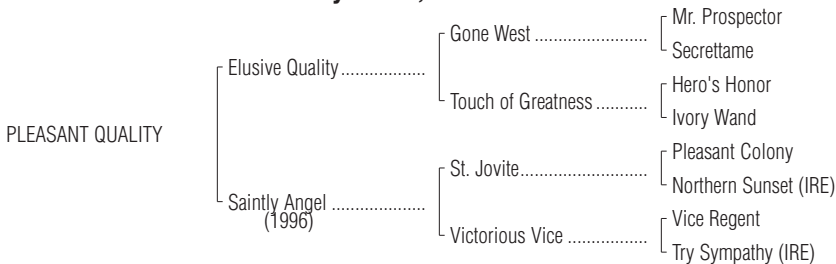 Mr. Prospector
Gone West ........................
Secrettame
Elusive Quality..................
Hero's Honor
Touch of Greatness ...........
Ivory Wand
PLEASANT QUALITY
Pleasant Colony
St. Jovite...........................
Northern Sunset (IRE)
Saintly Angel ....................
(1996)
Vice Regent
Victorious Vice .................
Try Sympathy (IRE)